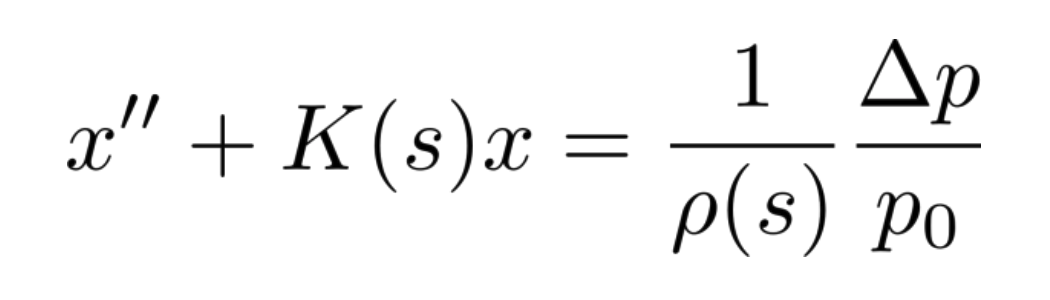 x'' + K(s)x = \frac{1}{\rho(s)} \frac{\Delta p}{p_0}